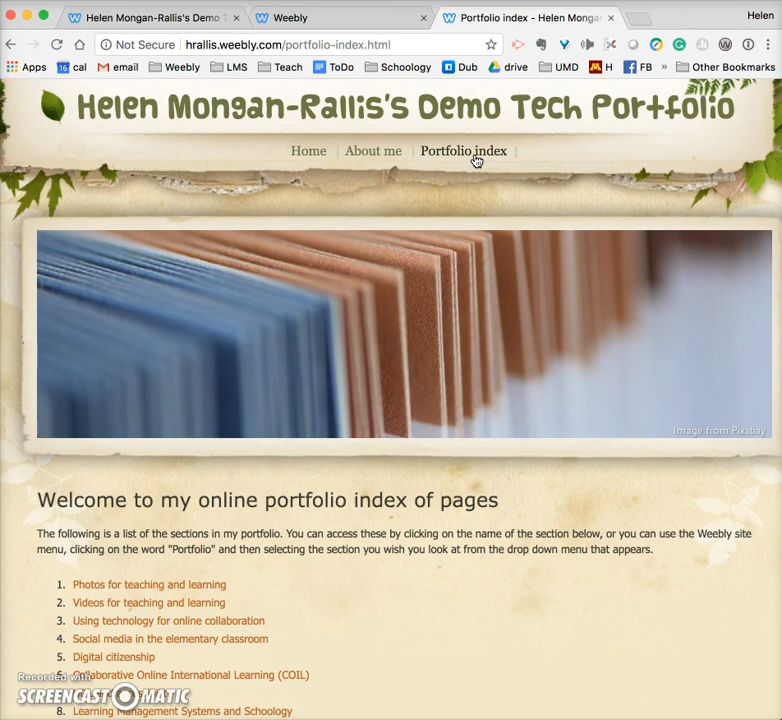 Helen Mongan-Rallis's Demo T
Weebly
Portfolio index - Helen Monga
Helen
Not Secure
hrallis.weebly.com/portfolio-index.html
Apps
16
cal
email
Weebly
LMS
Teach
ToDo
Schoology
Dub
drive
UMD
H
FB
» Other Bookmarks
Helen Mongan-Rallis's Demo Tech Portfolio
Home | About me | Portfolio index |
Image from Pixabay
Welcome to my online portfolio index of pages
The following is a list of the sections in my portfolio. You can access these by clicking on the name of the section below, or you can use the Weebly site
menu, clicking on the word "Portfolio" and then selecting the section you wish you look at from the drop down menu that appears.
1. Photos for teaching and learning
2. Videos for teaching and learning
3. Using technology for online collaboration
4. Social media in the elementary classroom
5. Digital citizenship
6. Collaborative Online International Learning (COIL)
8. Learning Management Systems and Schoology
Recorded with
SCREENCAST-O-MATIC